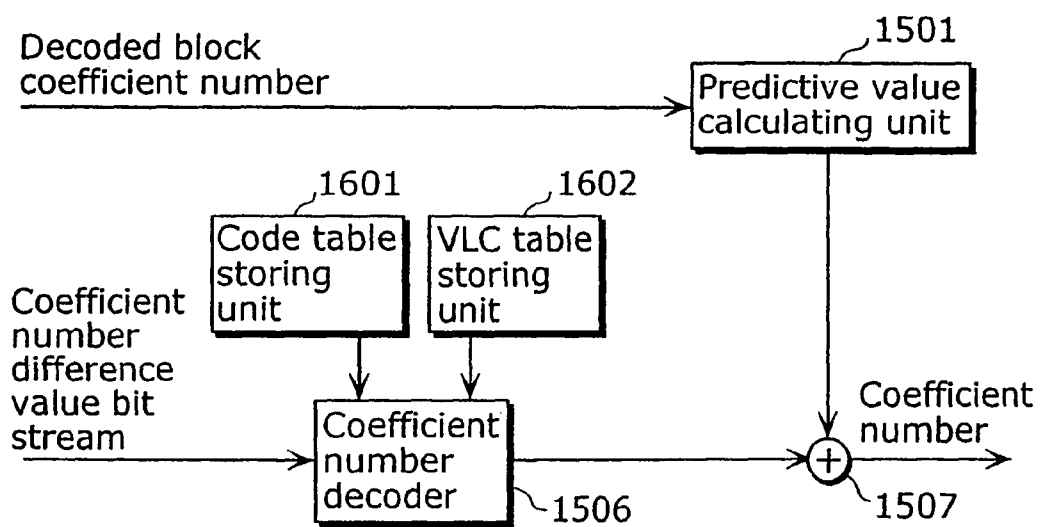 Decoded block
coefficient number
1501
Predictive value
calculating unit
1601
Code table
storing
unit
1602
VLC table
storing
unit
Coefficient
number
difference
value bit
stream
Coefficient
number
decoder
1506
+
1507
Coefficient
number